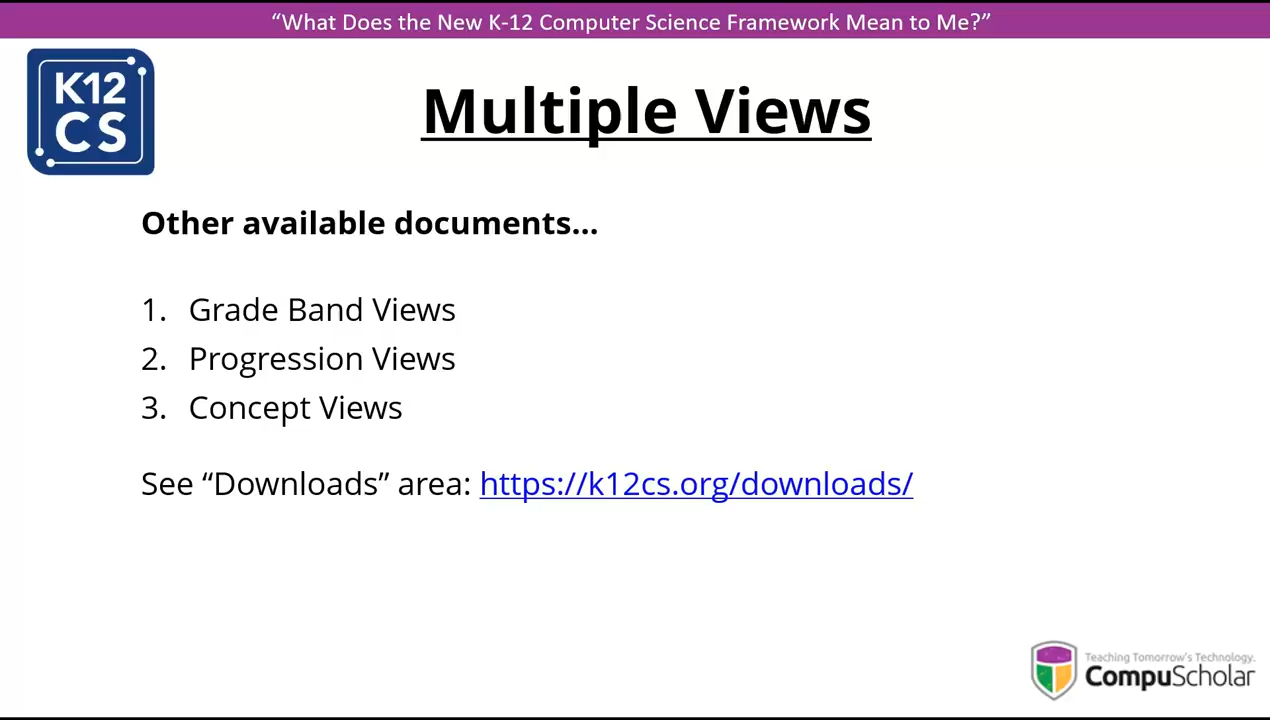 “What Does the New K-12 Computer Science Framework Mean to Me?”
K12
CS
Multiple Views
Other available documents…
1. Grade Band Views
2. Progression Views
3. Concept Views
See “Downloads” area: https://k12cs.org/downloads/
Teaching Tomorrow's Technology.
CompuScholar